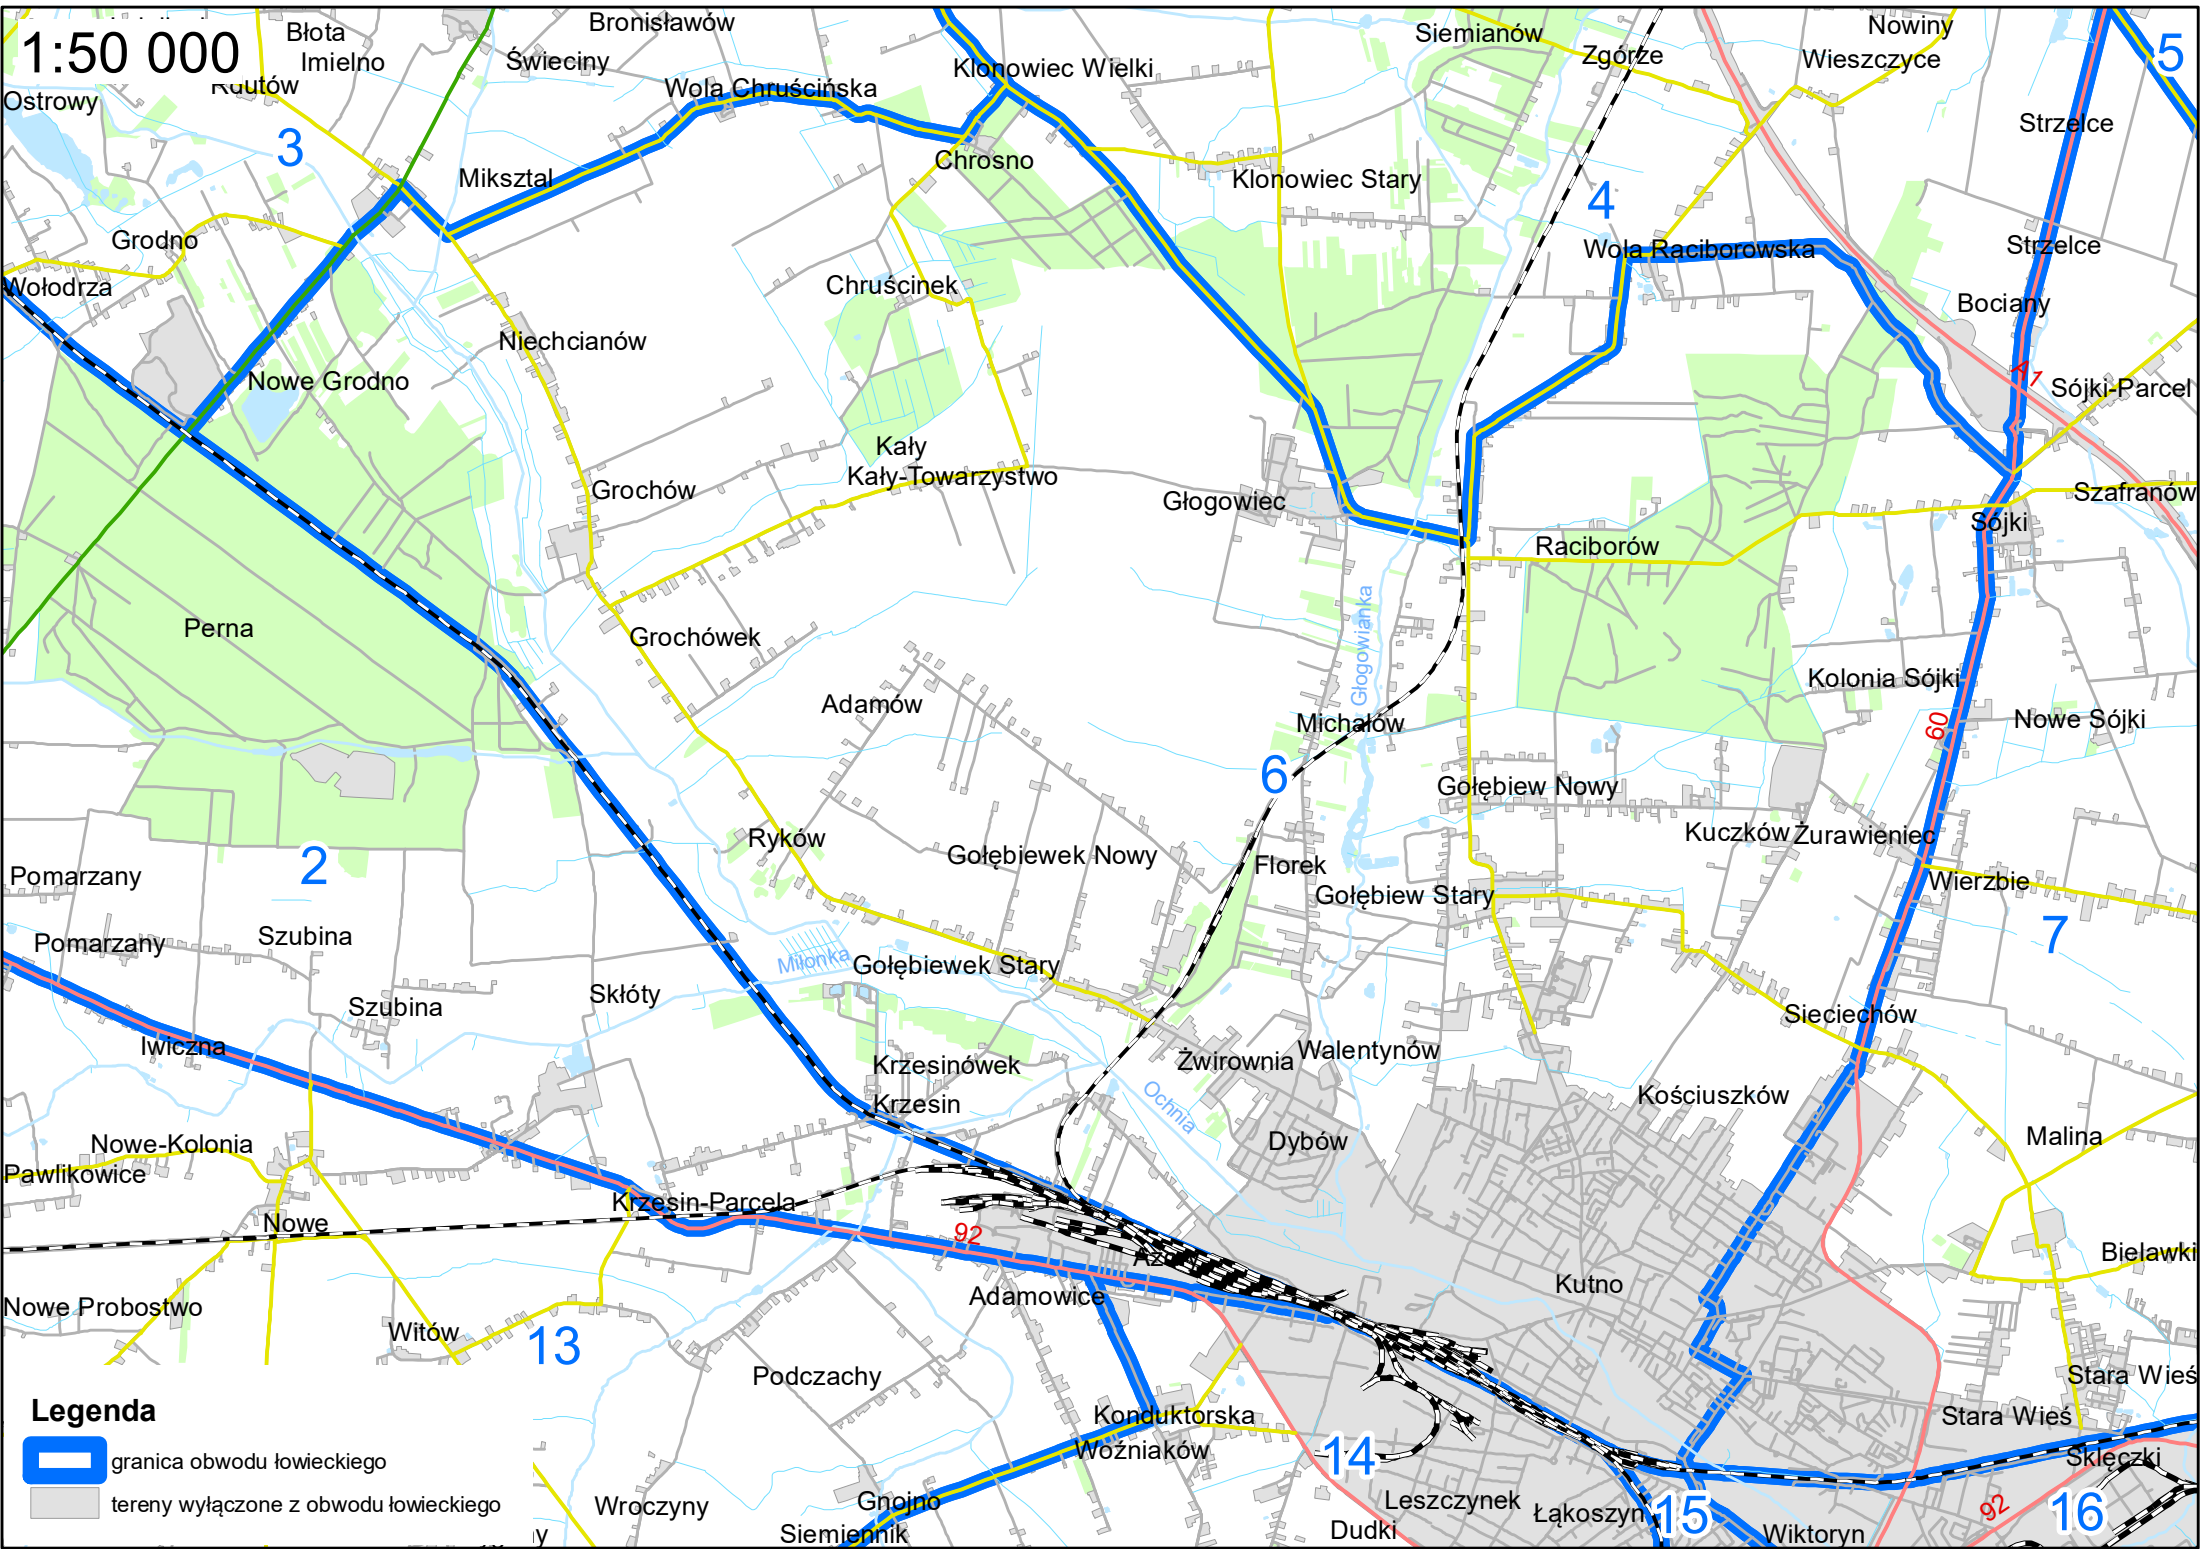 1:50 000
Błota
Imielno
Rdutów
Ostrowy
Bronisławów
Świeciny
Wola Chruścińska
Klonowiec Wielki
Siemianów
Zgórze
Nowiny
Wieszczyce
5
Strzelce
3
Miksztal
Chrosno
Klonowiec Stary
4
Grodno
Wola Raciborowska
Strzelce
Wołodrza
Chruścinek
Bociany
Niechcianów
Nowe Grodno
A1
Sójki-Parcel
Kały
Kały-Towarzystwo
Grochów
Głogowiec
Szafranów
Sójki
Raciborów
Perna
Grochówek
Głogowianka
Adamów
Kolonia Sójki
Michałów
60
Nowe Sójki
6
Gołębiew Nowy
Ryków
Gołębiewek Nowy
Kuczków
Żurawieniec
Florek
Gołębiew Stary
2
Pomarzany
Wierzbie
7
Pomarzany
Szubina
Miłonka
Gołębiewek Stary
Szubina
Skłóty
Sieciechów
Iwiczna
Krzesinówek
Żwirownia
Walentynów
Krzesin
Ochnia
Kościuszków
Nowe-Kolonia
Dybów
Malina
Pawlikowice
Krzesin-Parcela
Nowe
92
Bielawki
Kutno
Adamowice
Nowe Probostwo
Witów
13
Podczachy
Stara Wieś
Konduktorska
Stara Wieś
Woźniaków
14
Sklęczki
Gnojno
Leszczynek
Łąkoszyn
15
92
16
Wroczyny
Siemiennik
Dudki
Wiktoryn
Legenda
granica obwodu łowieckiego
tereny wyłączone z obwodu łowieckiego